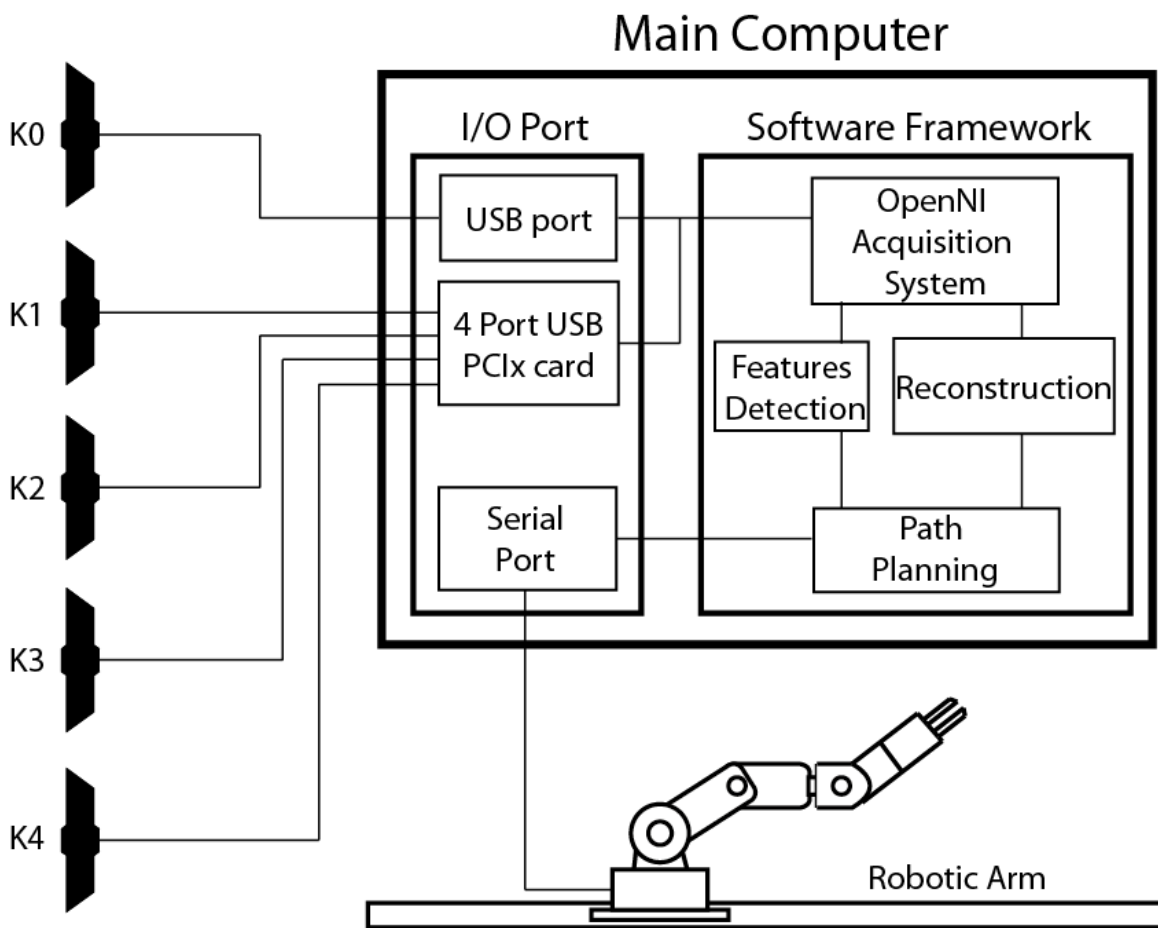 Main Computer
I/O Port
Software Framework
K0
USB port
OpenNI
Acquisition
System
K1
4 Port USB
PCIx card
Features
Detection
Reconstruction
K2
Serial
Port
Path
Planning
K3
K4
Robotic Arm